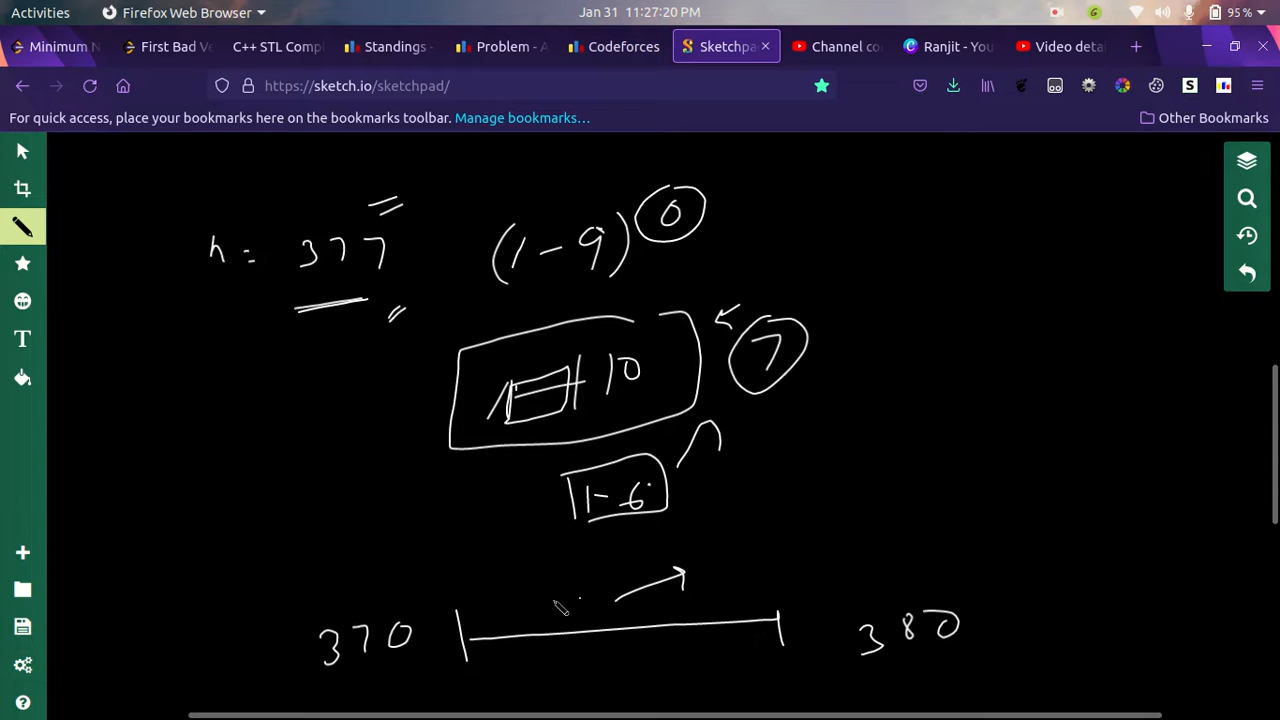 Activities Firefox Web Browser Jan 31 11:27:20 PM 95%
Minimum N First Bad Ve C++ STL Compl Standings - Problem - A Codeforces Sketchpa Channel co Ranjit - You Video deta
https://sketch.io/sketchpad/
For quick access, place your bookmarks here on the bookmarks toolbar. Manage bookmarks... Other Bookmarks
n = 377 (1-9) 0
10 7
1-6
370 380